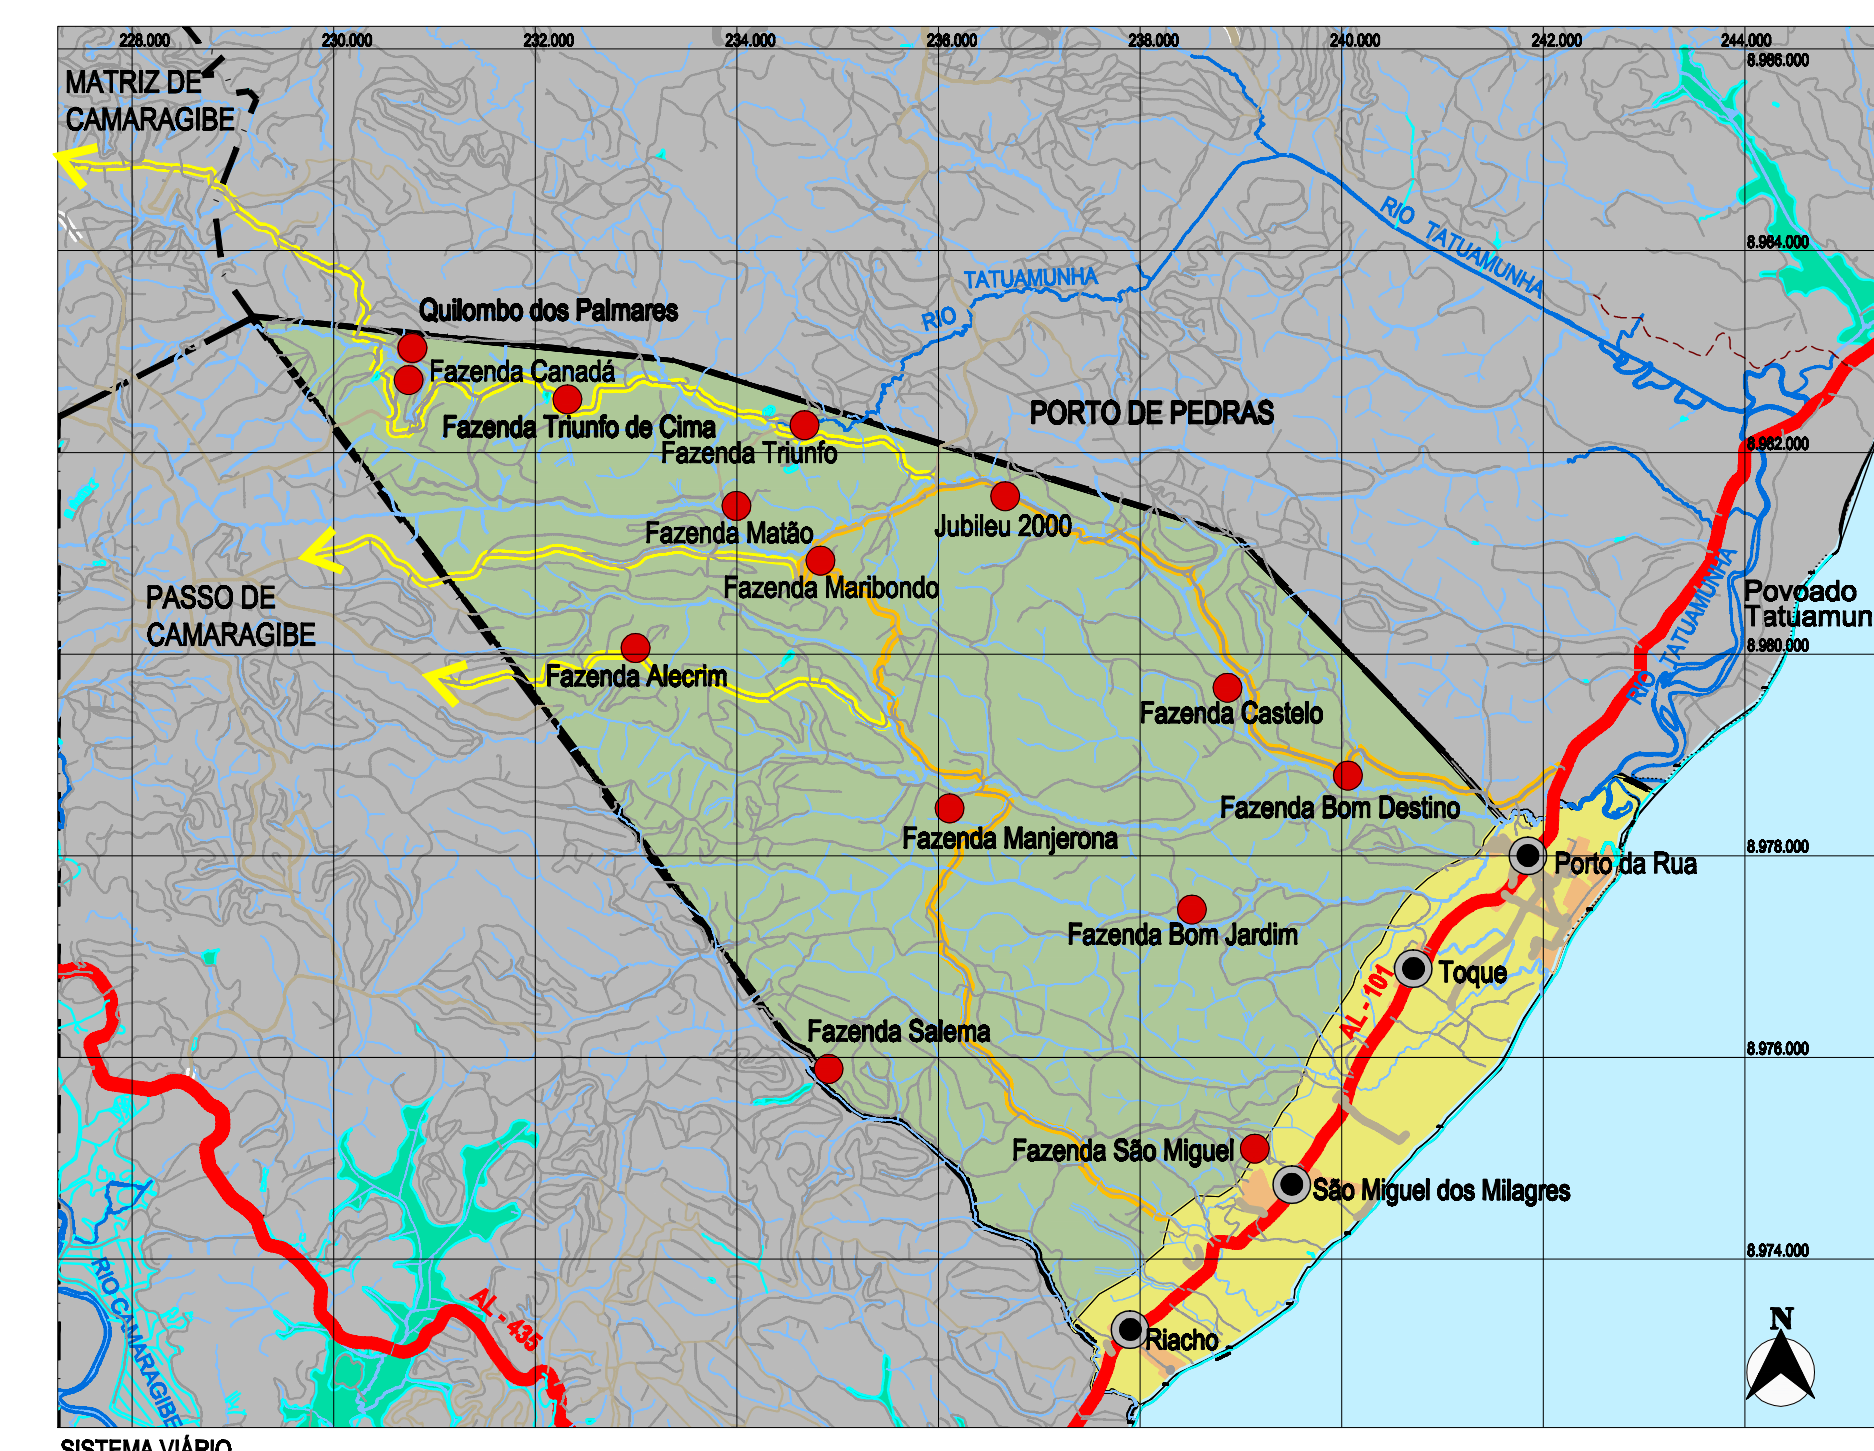 228.000 230.000 232.000 234.000 236.000 238.000 240.000 242.000 244.000
8.986.000
MATRIZ DE
CAMARAGIBE
RIO TATUAMUNHA
8.984.000
TATUAMUNHA
RIO
Quilombo dos Palmares
Fazenda Canadá
PORTO DE PEDRAS
Fazenda Triunfo de Cima
8.982.000
Fazenda Triunfo
Jubileu 2000
Fazenda Matão
Fazenda Maribondo
PASSO DE
CAMARAGIBE
Povoado
Tatuamun
RIO TATUAMUNHA
8.980.000
Fazenda Alecrim
Fazenda Castelo
Fazenda Bom Destino
Fazenda Manjerona
8.978.000
Porto da Rua
Fazenda Bom Jardim
Toque
AL - 101
Fazenda Salema
8.976.000
Fazenda São Miguel
São Miguel dos Milagres
8.974.000
RIO CAMARAGIBE
AL - 435
Riacho
N
SISTEMA VIÁRIO